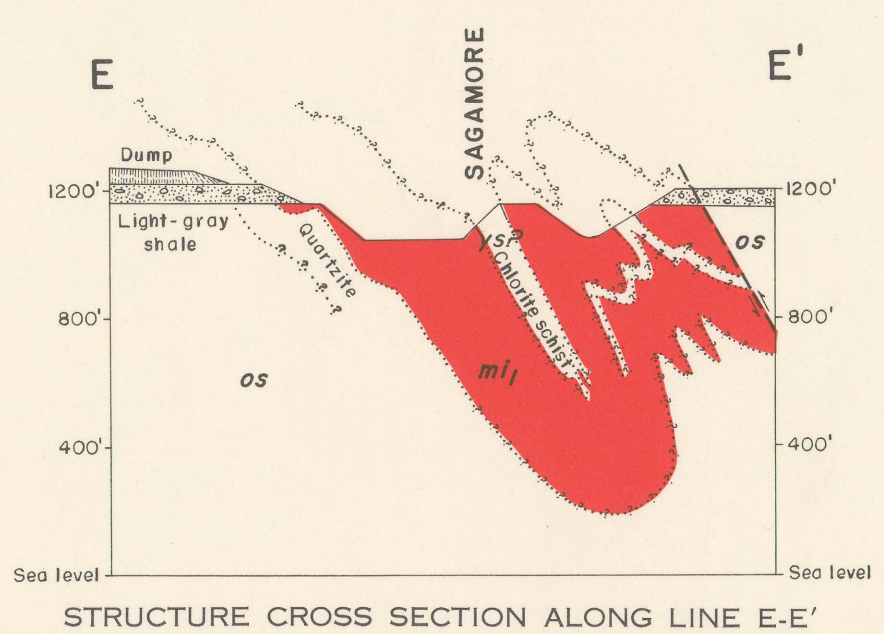 E
SAGAMORE
E'
Dump
1200'
1200'
Light-gray
shale
Quartzite
ys?
Chlorite schist
os
800'
800'
os
mi₁
400'
400'
Sea level
Sea level
STRUCTURE CROSS SECTION ALONG LINE E-E'